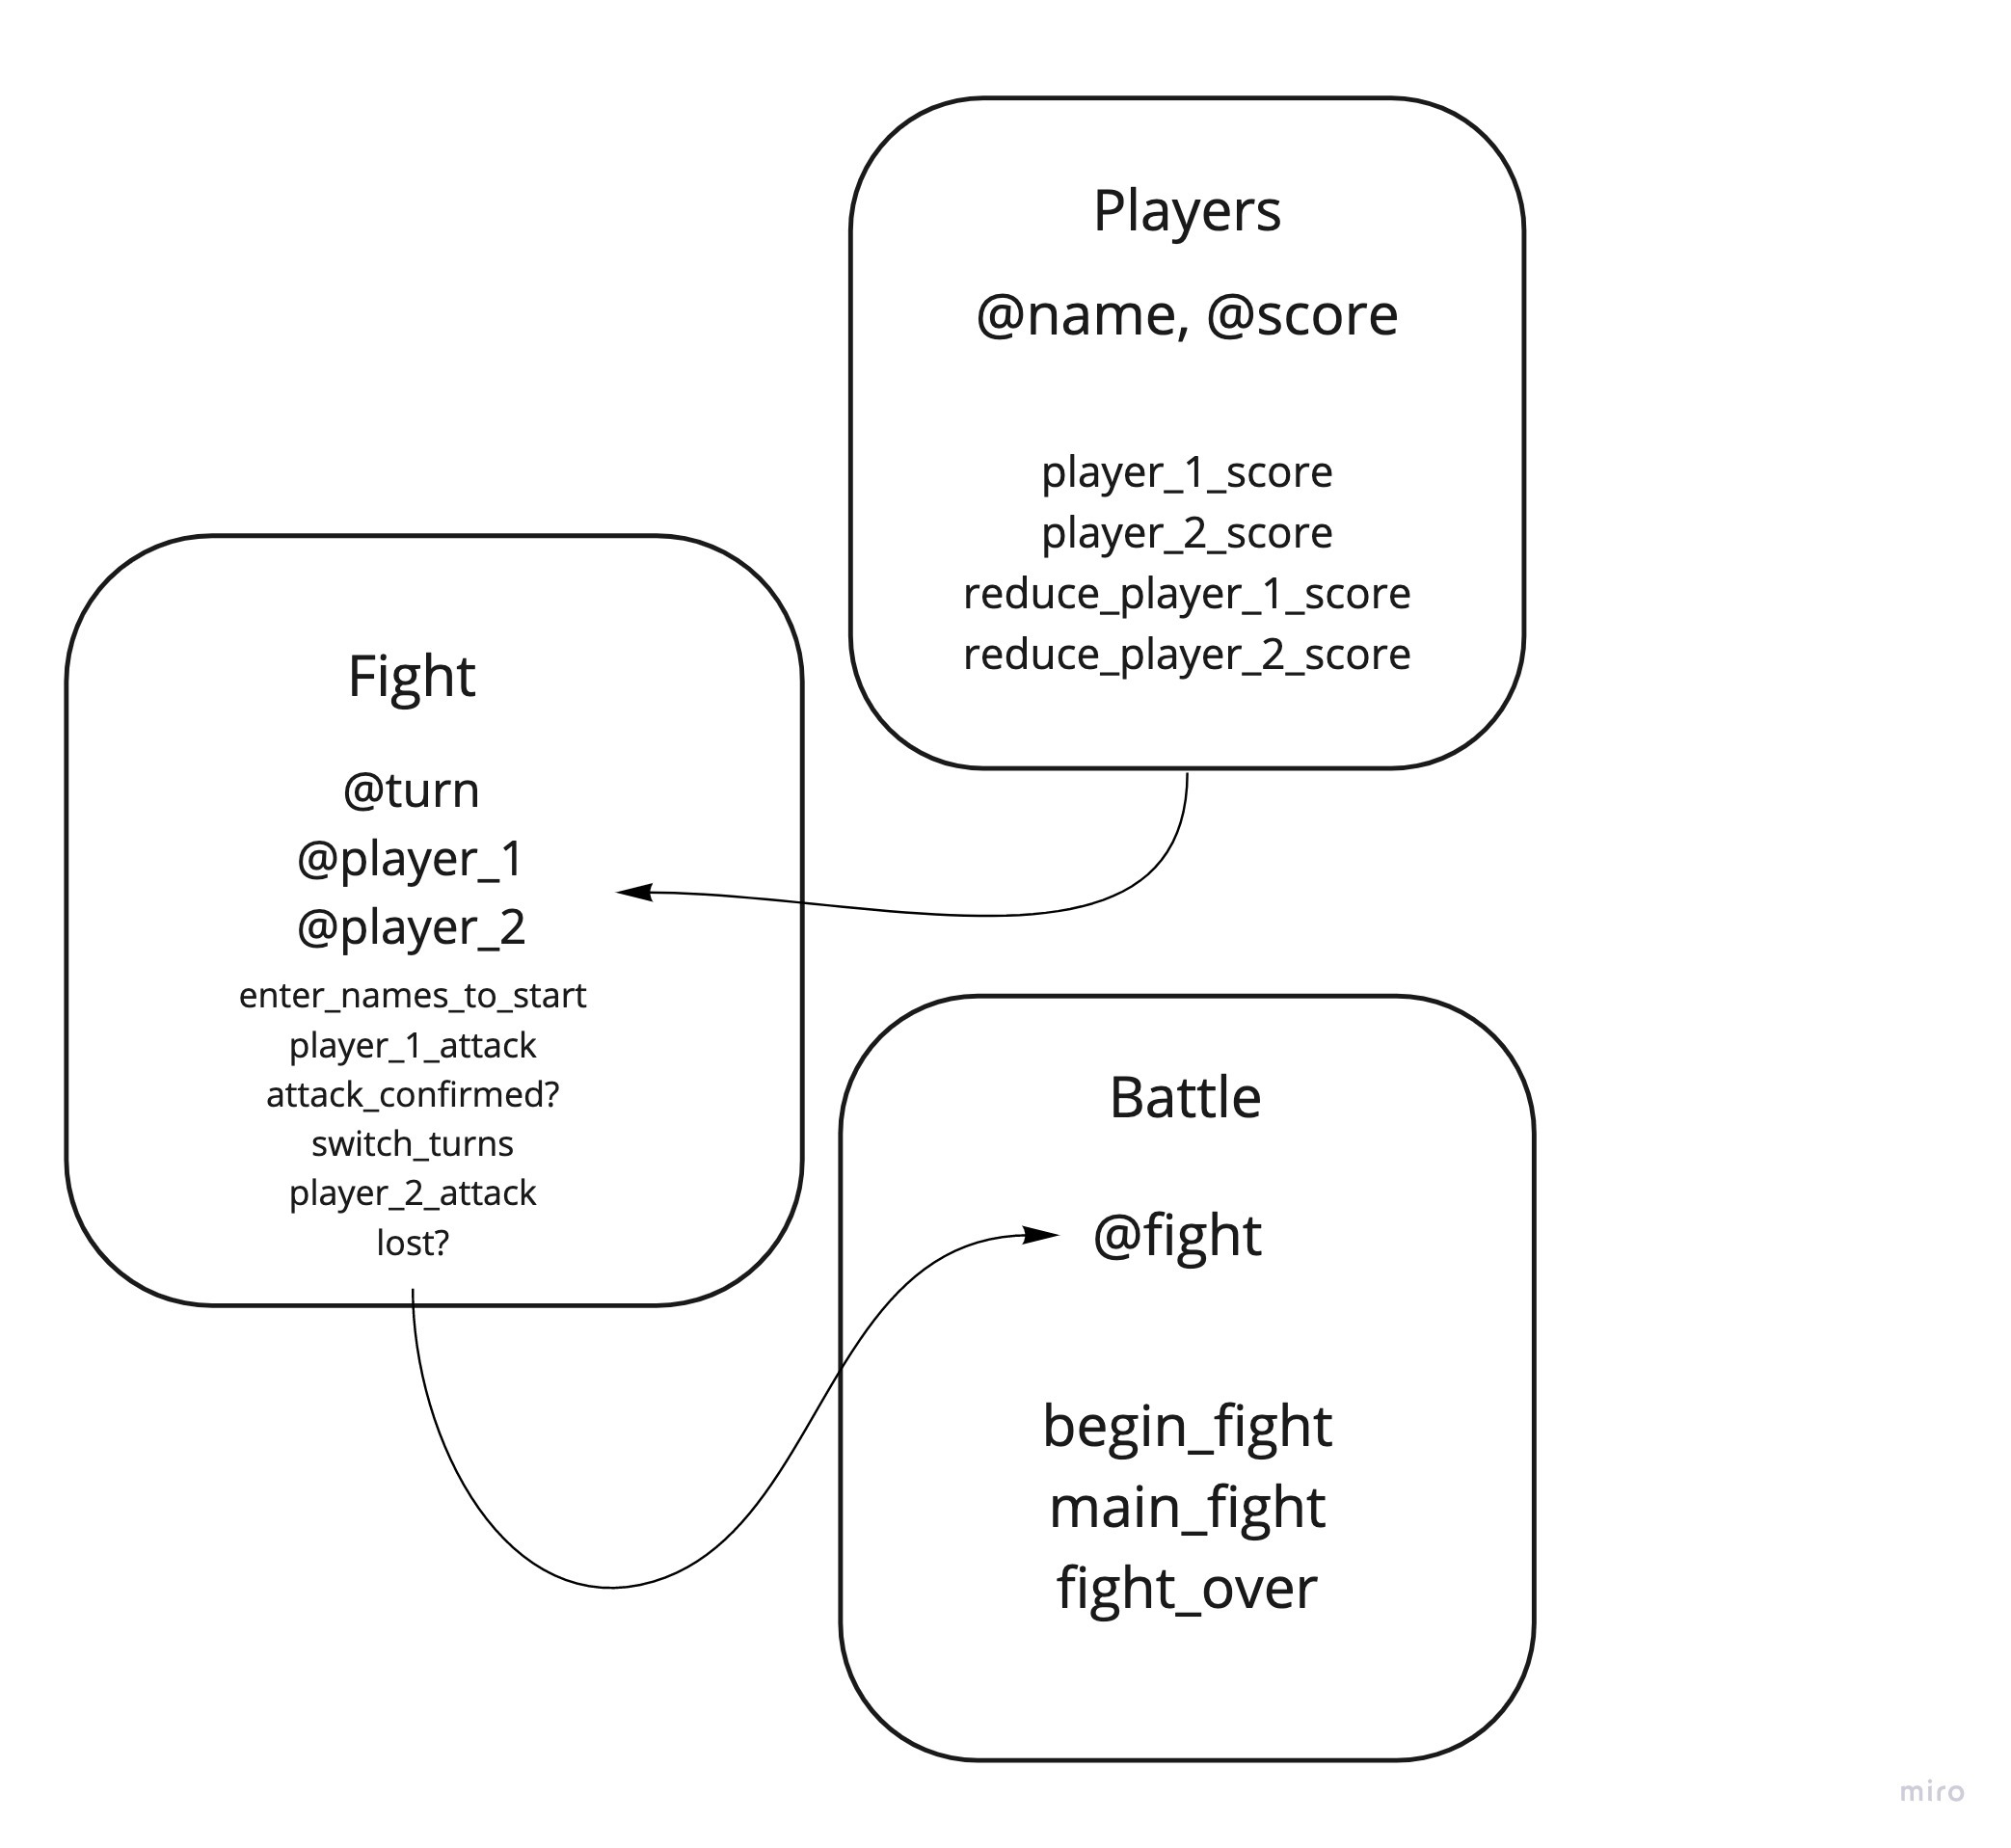 Players
@name, @score
player_1_score
player_2_score
reduce_player_1_score
reduce_player_2_score
Fight
@turn
@player_1
@player_2
enter_names_to_start
player_1_attack
attack_confirmed?
switch_turns
player_2_attack
lost?
Battle
@fight
begin_fight
main_fight
fight_over
miro